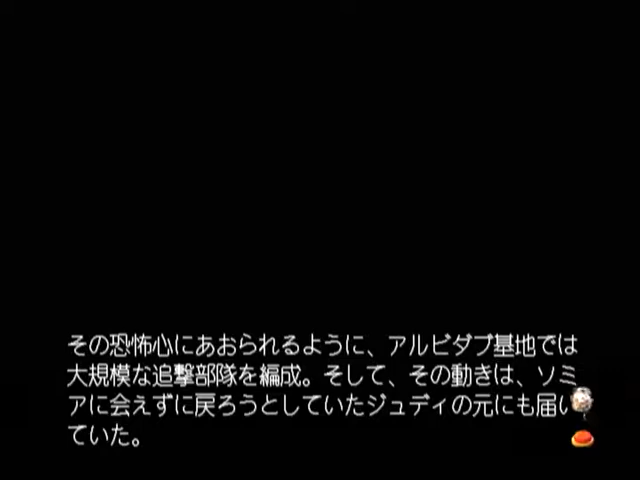 その恐怖心にあおられるように、アルビダブ基地では
大規模な追撃部隊を編成。そして、その動きは、ソミ
アに会えずに戻ろうとしていたジュディの元にも届い
ていた。